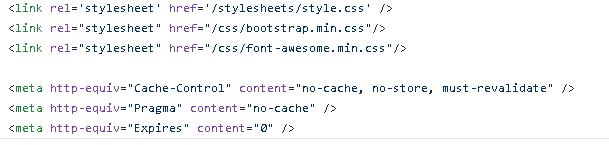 <link rel='stylesheet' href='/stylesheets/style.css' />
<link rel="stylesheet" href="/css/bootstrap.min.css"/>
<link rel="stylesheet" href="/css/font-awesome.min.css"/>
<meta http-equiv="Cache-Control" content="no-cache, no-store, must-revalidate" />
<meta http-equiv="Pragma" content="no-cache" />
<meta http-equiv="Expires" content="0" />